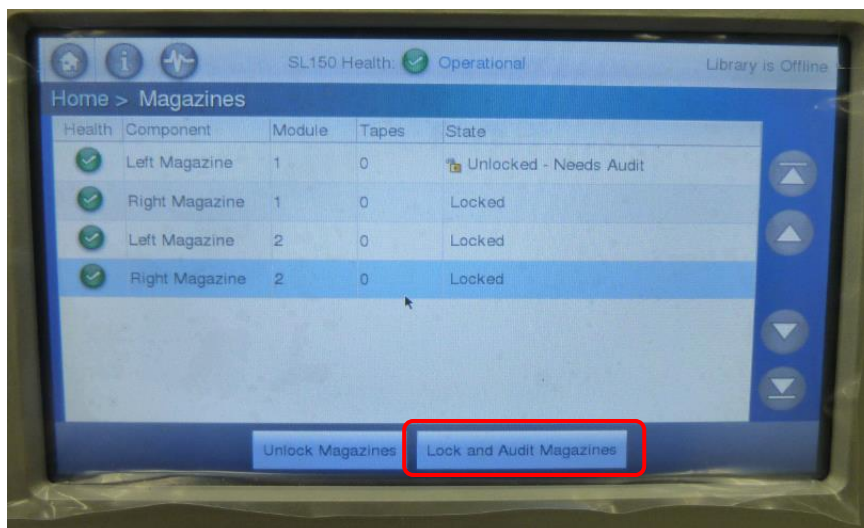 SL150 Health: Operational Library is Offline
Home > Magazines
Health Component Module Tapes State
Left Magazine 1 0 Unlocked - Needs Audit
Right Magazine 1 0 Locked
Left Magazine 2 0 Locked
Right Magazine 2 0 Locked
Unlock Magazines Lock and Audit Magazines